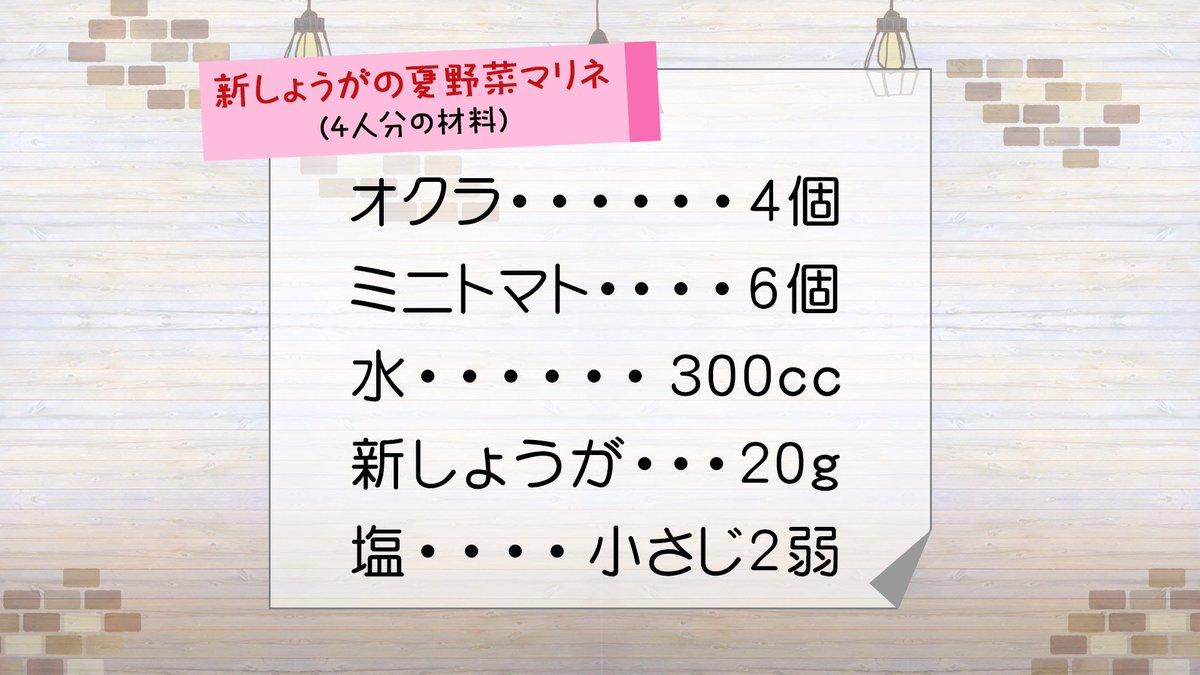 新しょうがの夏野菜マリネ
(4人分の材料)
オクラ・・・・・・4個
ミニトマト・・・・6個
水・・・・・・300cc
新しょうが・・・20g
塩・・・・小さじ2弱